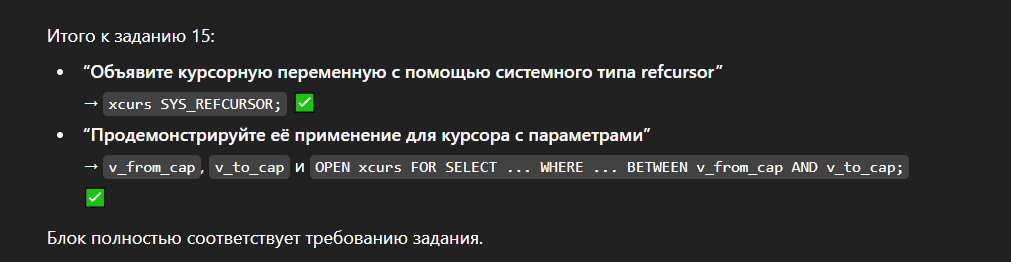 Итого к заданию 15:
• “Объявите курсорную переменную с помощью системного типа refcursor”
→ xcurs SYS_REFCURSOR; ✅
• “Продемонстрируйте её применение для курсора с параметрами”
→ v_from_cap, v_to_cap и OPEN xcurs FOR SELECT ... WHERE ... BETWEEN v_from_cap AND v_to_cap;
✅
Блок полностью соответствует требованию задания.